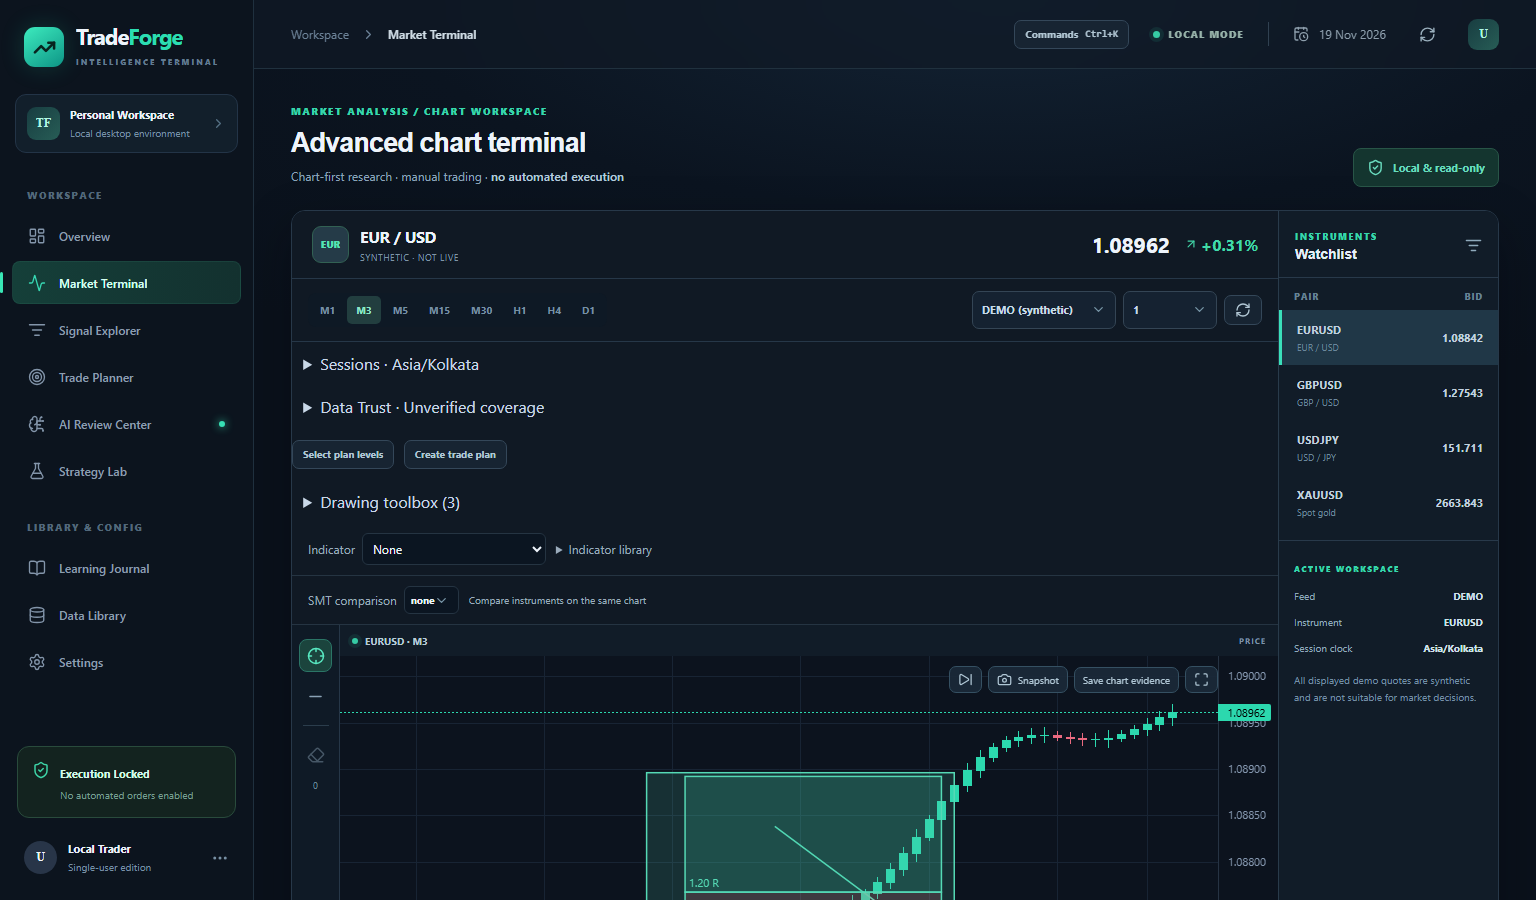 TradeForge
INTELLIGENCE TERMINAL
TF
Personal Workspace
Local desktop environment
WORKSPACE
Overview
Market Terminal
Signal Explorer
Trade Planner
AI Review Center
Strategy Lab
LIBRARY & CONFIG
Learning Journal
Data Library
Settings
Execution Locked
No automated orders enabled
U
Local Trader
Single-user edition
Workspace
Market Terminal
Commands Ctrl+K
LOCAL MODE
19 Nov 2026
U
MARKET ANALYSIS / CHART WORKSPACE
Advanced chart terminal
Chart-first research · manual trading · no automated execution
Local & read-only
EUR
EUR / USD
SYNTHETIC · NOT LIVE
1.08962
+0.31%
M1 M3 M5 M15 M30 H1 H4 D1
DEMO (synthetic)
1
Sessions · Asia/Kolkata
Data Trust · Unverified coverage
Select plan levels
Create trade plan
Drawing toolbox (3)
Indicator
None
Indicator library
SMT comparison
none
Compare instruments on the same chart
EURUSD · M3
PRICE
0
Snapshot
Save chart evidence
1.09000
1.08962
1.08950
1.08900
1.08850
1.08800
1.20 R
INSTRUMENTS
Watchlist
PAIR BID
EURUSD
EUR / USD
1.08842
GBPUSD
GBP / USD
1.27543
USDJPY
USD / JPY
151.711
XAUUSD
Spot gold
2663.843
ACTIVE WORKSPACE
Feed DEMO
Instrument EURUSD
Session clock Asia/Kolkata
All displayed demo quotes are synthetic
and are not suitable for market decisions.